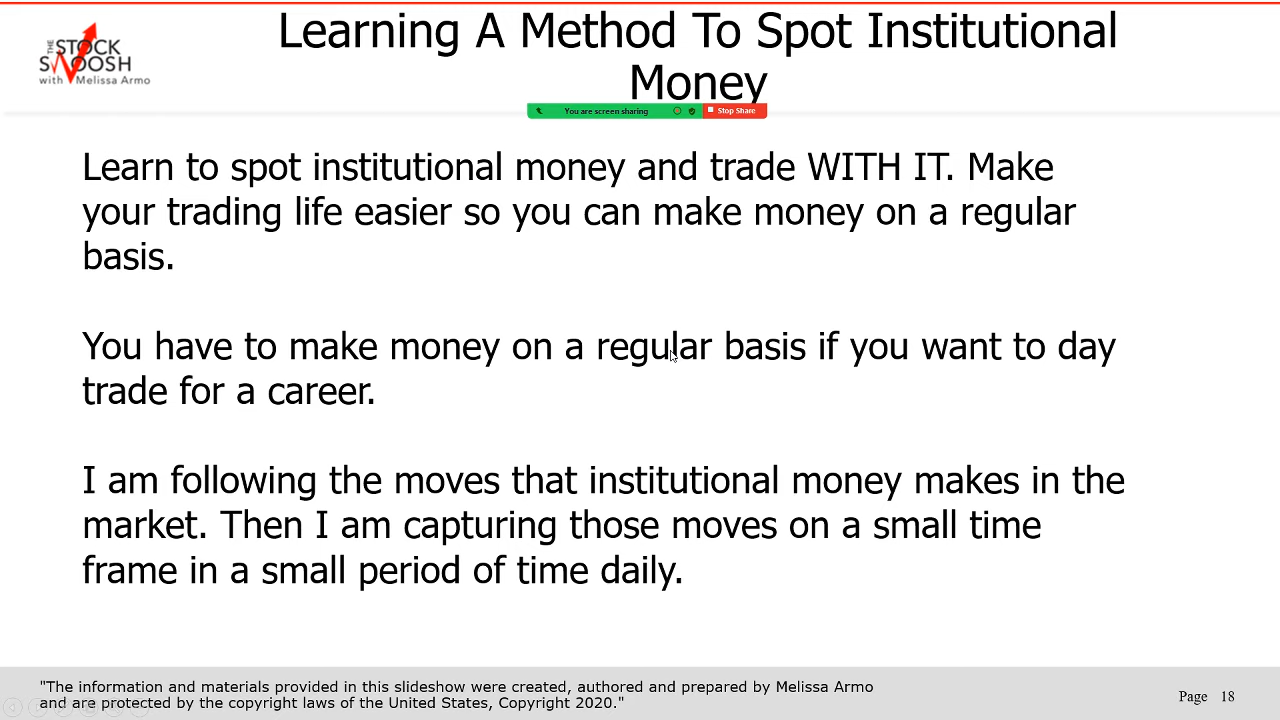 THE STOCK
SWOOSH
with Melissa Armo
Learning A Method To Spot Institutional
Money
You are screen sharing
Stop Share
Learn to spot institutional money and trade WITH IT. Make
your trading life easier so you can make money on a regular
basis.
You have to make money on a regular basis if you want to day
trade for a career.
I am following the moves that institutional money makes in the
market. Then I am capturing those moves on a small time
frame in a small period of time daily.
"The information and materials provided in this slideshow were created, authored and prepared by Melissa Armo
and are protected by the copyright laws of the United States, Copyright 2020."
Page 18